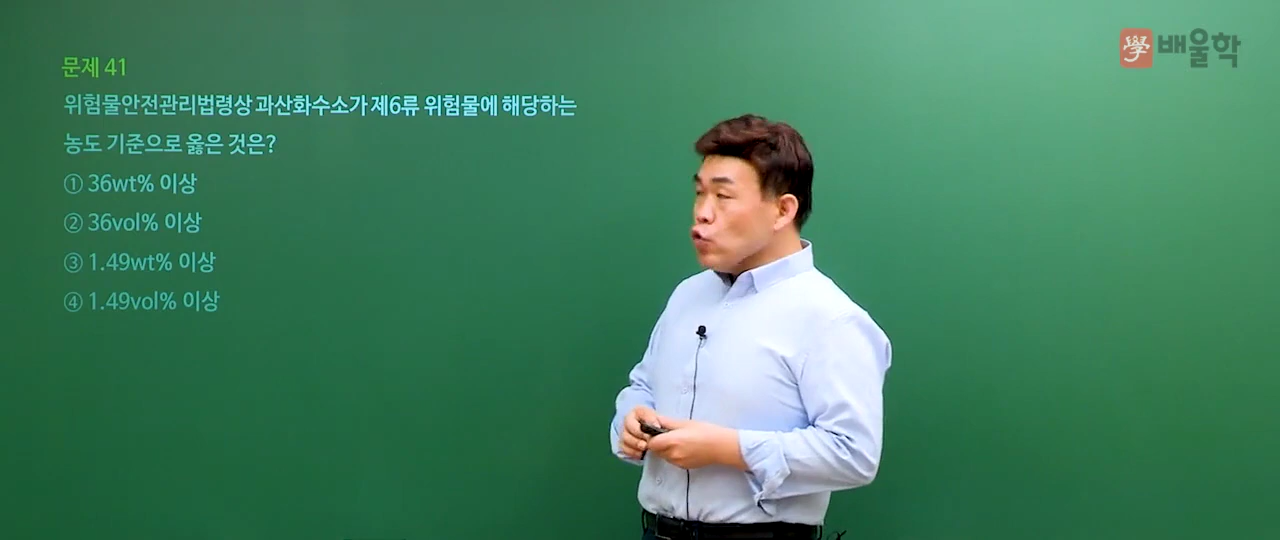 學 배울학
문제 41
위험물안전관리법령상 과산화수소가 제6류 위험물에 해당하는
농도 기준으로 옳은 것은?
① 36wt% 이상
② 36vol% 이상
③ 1.49wt% 이상
④ 1.49vol% 이상